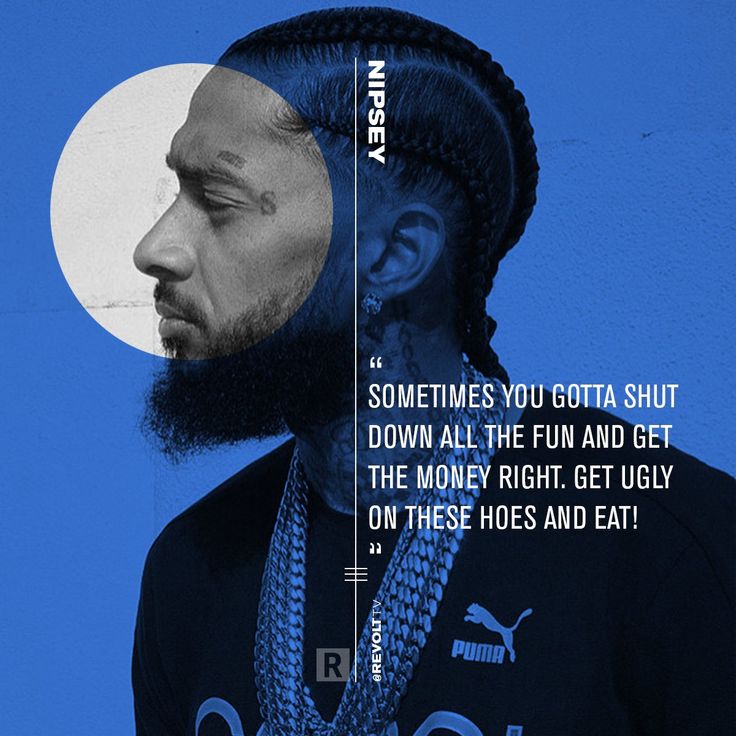 NIPSEY
“
SOMETIMES YOU GOTTA SHUT
DOWN ALL THE FUN AND GET
THE MONEY RIGHT. GET UGLY
ON THESE HOES AND EAT!
”
PUMA
R
@REVOLTTV